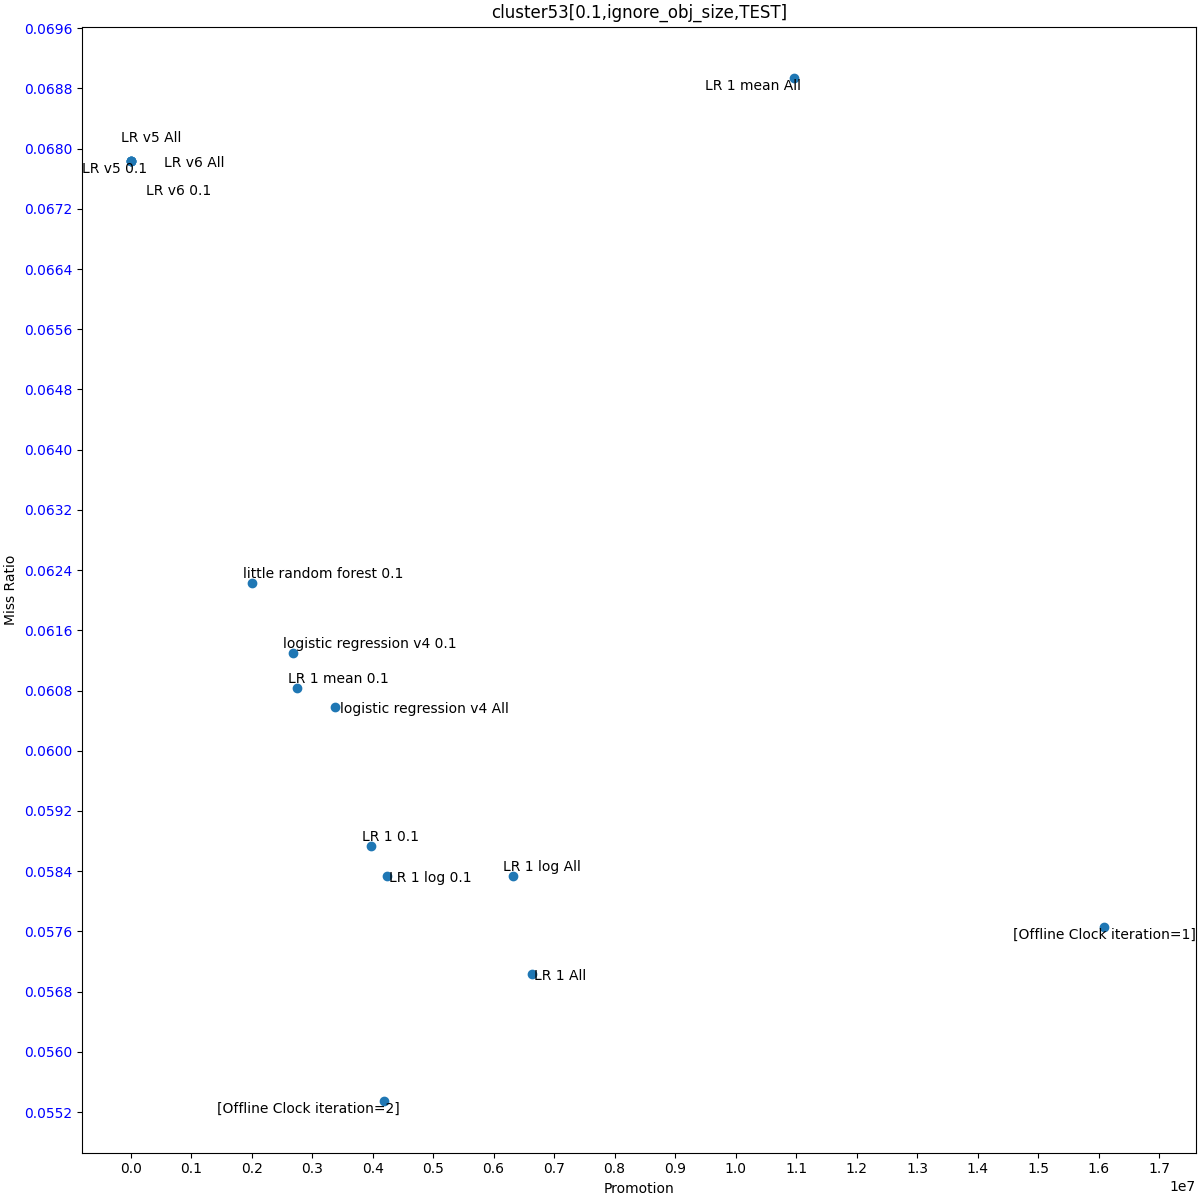 cluster53[0.1,ignore_obj_size,TEST]
0.0696
0.0688
0.0680
0.0672
0.0664
0.0656
0.0648
0.0640
0.0632
0.0624
0.0616
0.0608
0.0600
0.0592
0.0584
0.0576
0.0568
0.0560
0.0552
Miss Ratio
LR 1 mean All
LR v5 All
LR v6 All
LR v5 0.1
LR v6 0.1
little random forest 0.1
logistic regression v4 0.1
LR 1 mean 0.1
logistic regression v4 All
LR 1 0.1
LR 1 log All
LR 1 log 0.1
[Offline Clock iteration=1]
LR 1 All
[Offline Clock iteration=2]
0.0 0.1 0.2 0.3 0.4 0.5 0.6 0.7 0.8 0.9 1.0 1.1 1.2 1.3 1.4 1.5 1.6 1.7
1e7
Promotion